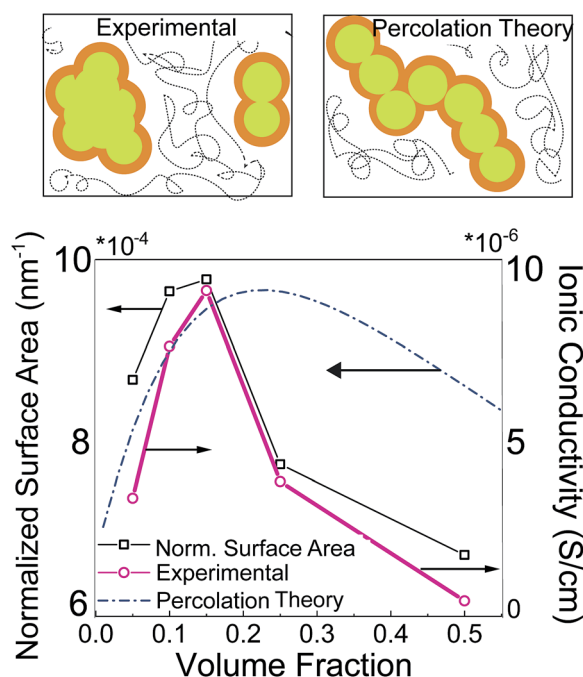 Experimental
Percolation Theory
*10⁻⁴
*10⁻⁶
10
8
6
Normalized Surface Area (nm⁻¹)
10
5
0
Ionic Conductivity (S/cm)
Norm. Surface Area
Experimental
Percolation Theory
0.0 0.1 0.2 0.3 0.4 0.5
Volume Fraction